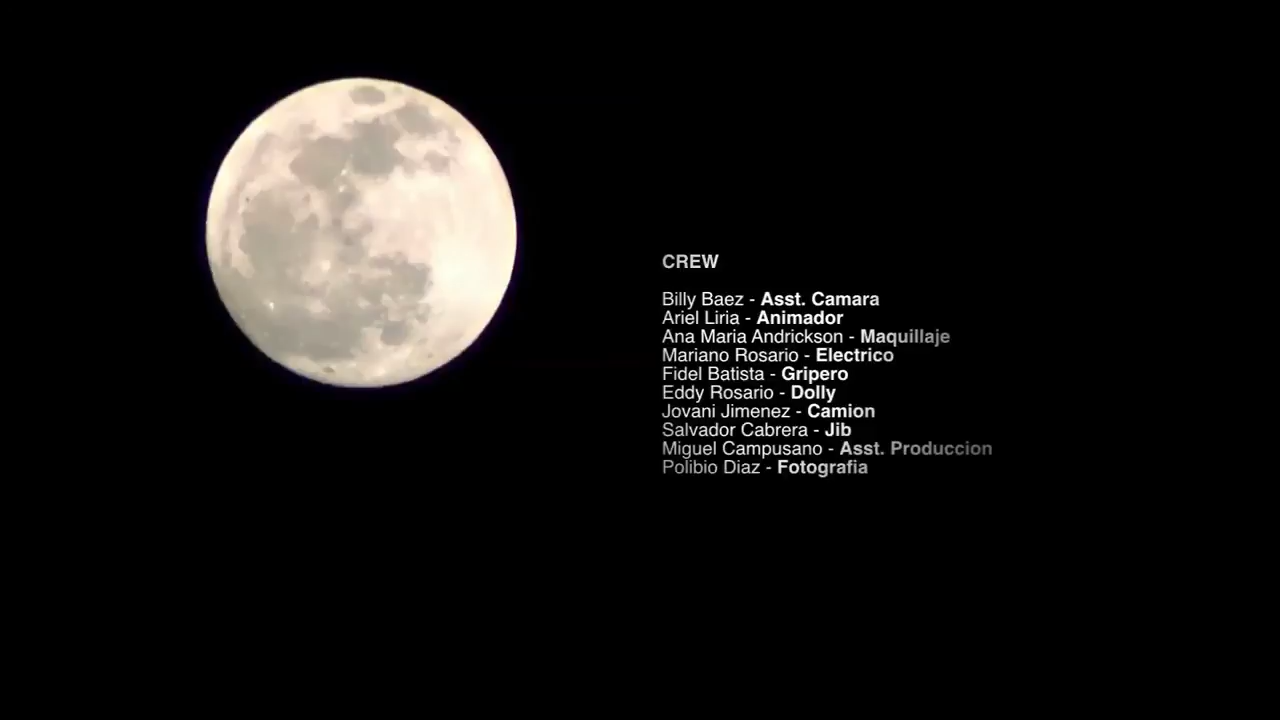 CREW
Billy Baez - Asst. Camara
Ariel Liria - Animador
Ana Maria Andrickson - Maquillaje
Mariano Rosario - Electrico
Fidel Batista - Gripero
Eddy Rosario - Dolly
Jovani Jimenez - Camion
Salvador Cabrera - Jib
Miguel Campusano - Asst. Produccion
Polibio Diaz - Fotografia